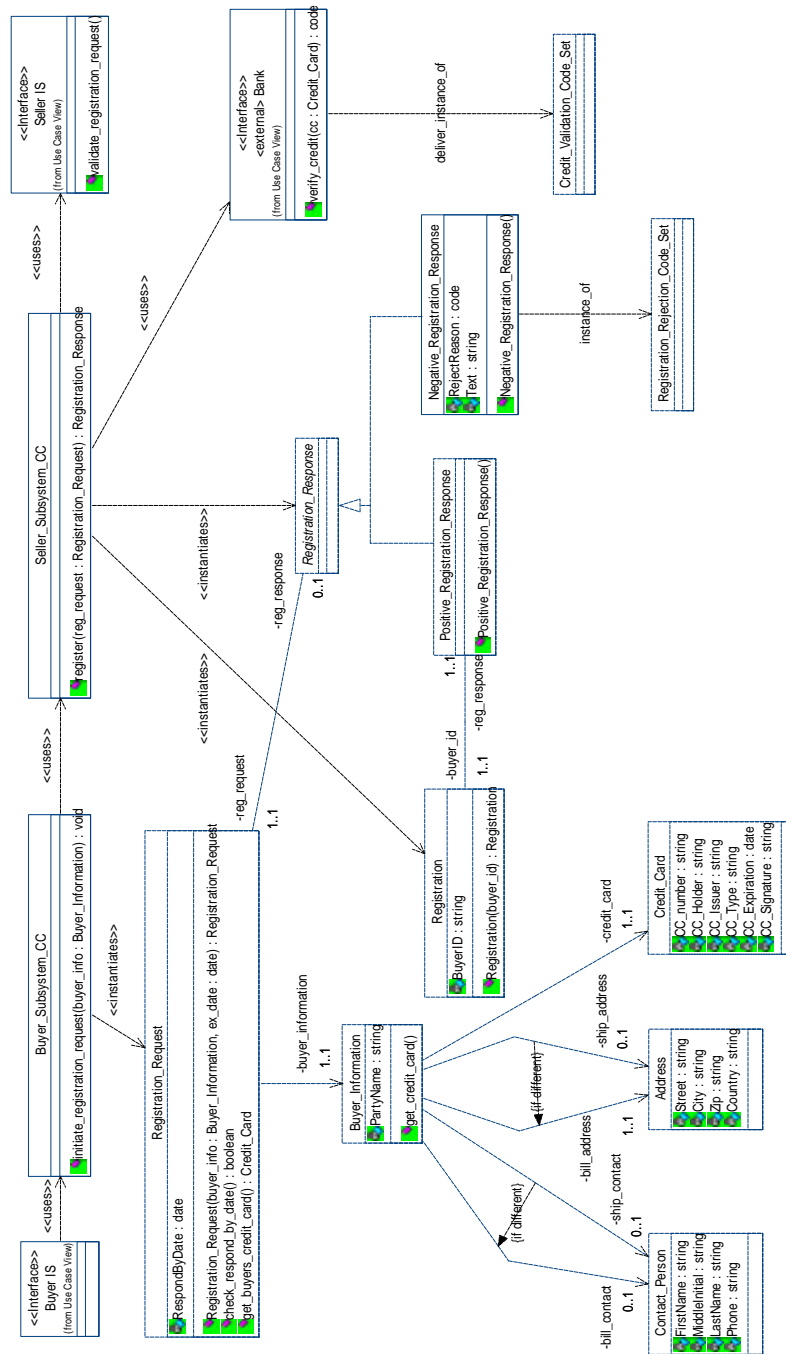 <<Interface>>
Buyer IS
(from Use Case View)
<<uses>>
Buyer_Subsystem_CC
initiate_registration_request(buyer_info : Buyer_Information) : void
<<uses>>
Seller_Subsystem_CC
register(reg_request : Registration_Request) : Registration_Response
<<uses>>
<<Interface>>
Seller IS
(from Use Case View)
validate_registration_request()
<<uses>>
<<Interface>>
<external> Bank
(from Use Case View)
verify_credit(cc : Credit_Card) : code
deliver_instance_of
Credit_Validation_Code_Set
<<instantiates>>
Registration_Request
RespondByDate : date
Registration_Request(buyer_info : Buyer_Information, ex_date : date) : Registration_Request
check_respond_by_date() : boolean
get_buyers_credit_card() : Credit_Card
-reg_request
1..1
-reg_response
0..1
<<instantiates>>
<<instantiates>>
Registration_Response
Negative_Registration_Response
RejectReason : code
Text : string
Negative_Registration_Response()
instance_of
Registration_Rejection_Code_Set
Positive_Registration_Response
Positive_Registration_Response()
1..1
-reg_response
-buyer_id
1..1
Registration
BuyerID : string
Registration(buyer_id) : Registration
-buyer_information
1..1
Buyer_Information
PartyName : string
get_credit_card()
{if different}
{if different}
-bill_contact
0..1
-ship_contact
0..1
-bill_address
1..1
-ship_address
0..1
-credit_card
1..1
Contact_Person
FirstName : string
MiddleInitial : string
LastName : string
Phone : string
Address
Street : string
City : string
Zip : string
Country : string
Credit_Card
CC_number : string
CC_Holder : string
CC_Issuer : string
CC_Type : string
CC_Expiration : date
CC_Signature : string